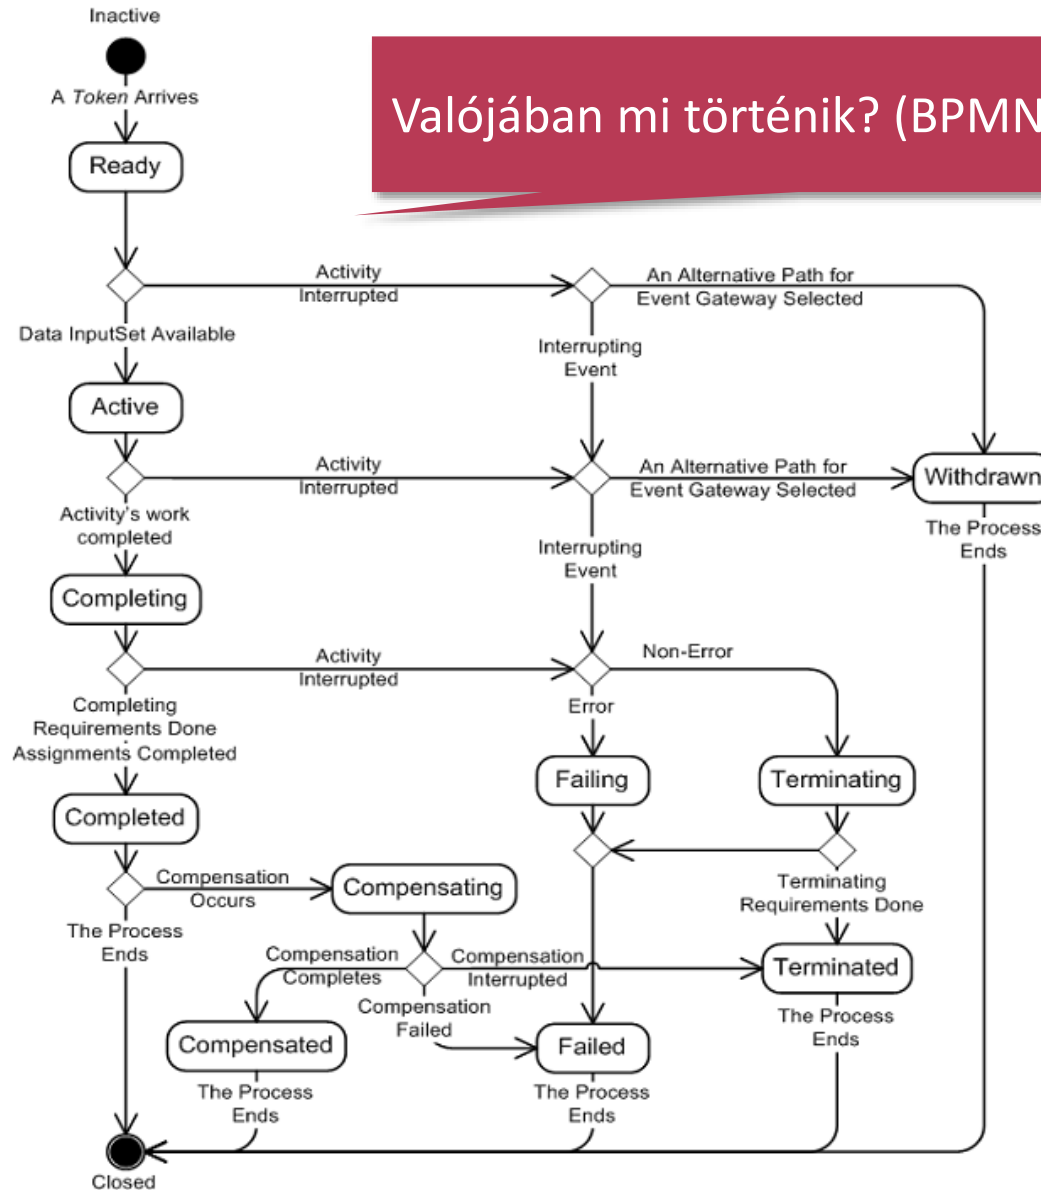 Inactive
A Token Arrives
Valójában mi történik? (BPMN
Ready
Activity
Interrupted
An Alternative Path for
Event Gateway Selected
Data InputSet Available
Interrupting
Event
Active
Activity
Interrupted
An Alternative Path for
Event Gateway Selected
Withdrawn
Activity's work
completed
The Process
Ends
Interrupting
Event
Completing
Activity
Interrupted
Non-Error
Completing
Requirements Done
Assignments Completed
Error
Failing
Terminating
Completed
Compensation
Occurs
Compensating
Terminating
Requirements Done
The Process
Ends
Compensation
Completes
Compensation
Interrupted
Terminated
Compensation
Failed
The Process
Ends
Compensated
Failed
The Process
Ends
The Process
Ends
Closed